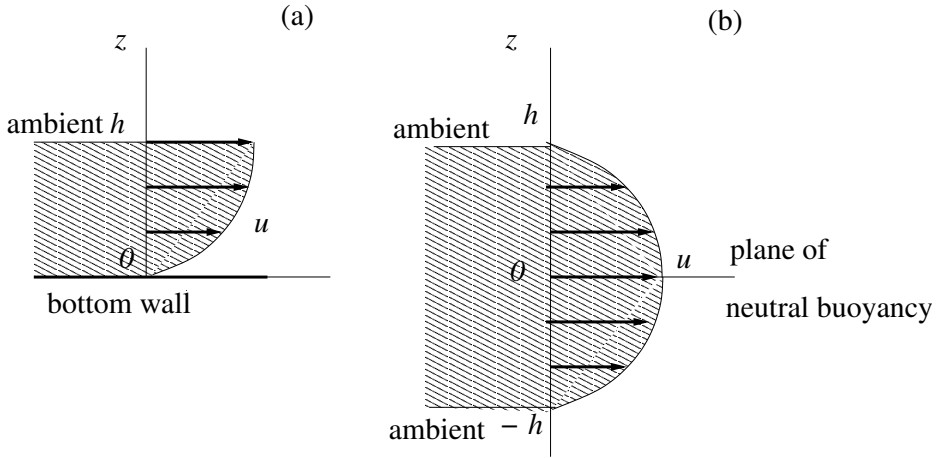 (a)
z
ambient h
u
0
bottom wall
(b)
z
h
ambient
0
u
plane of
neutral buoyancy
ambient − h